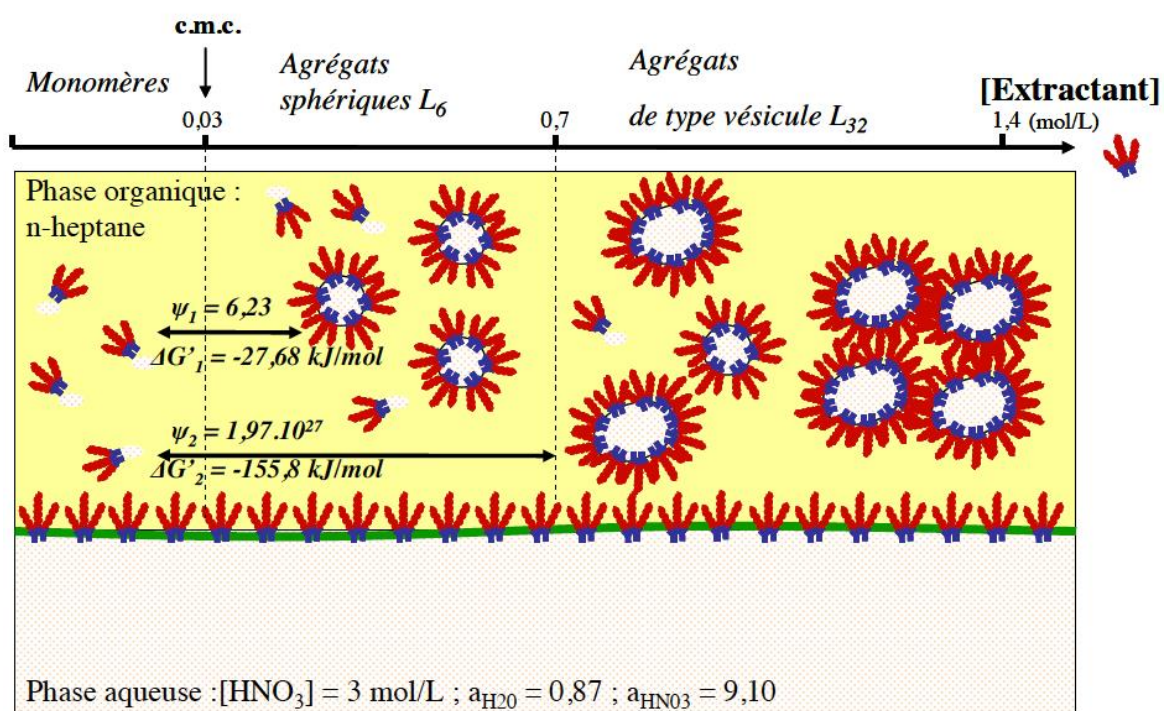 c.m.c.
Monomères
Agrégats
sphériques L6
Agrégats
de type vésicule L32
[Extractant]
0,03
0,7
1,4 (mol/L)
Phase organique :
n-heptane
ψ1 = 6,23
ΔG’1 = -27,68 kJ/mol
ψ2 = 1,97.10²⁷
ΔG’2 = -155,8 kJ/mol
Phase aqueuse :[HNO3] = 3 mol/L ; aH20 = 0,87 ; aHN03 = 9,10